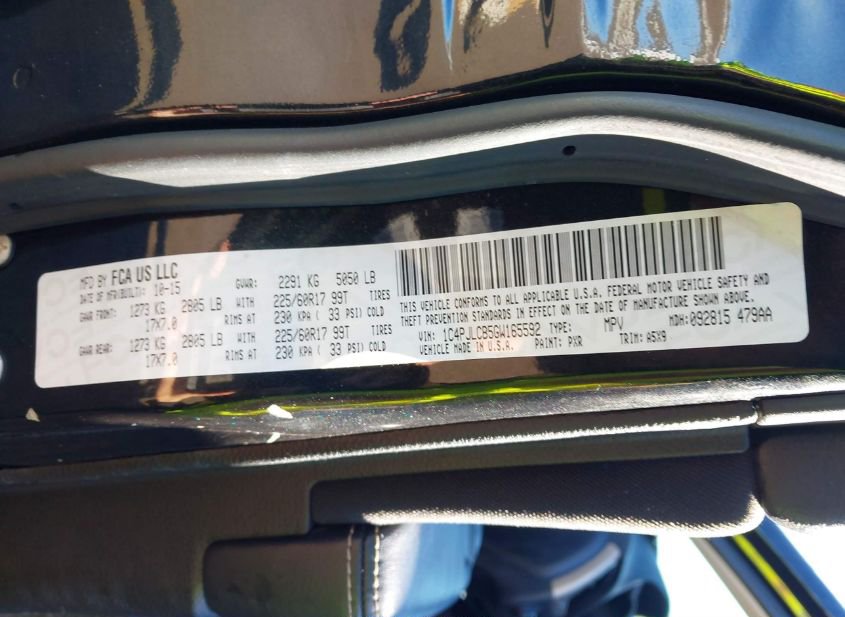 MFD BY FCA US LLC
DATE OF MFR(BUILT): 10-15 GVWR: 2291 KG 5050 LB
GAWR FRONT: 1273 KG 2805 LB WITH 225/60R17 99T TIRES
17X7.0 RIMS AT 230 KPA ( 33 PSI) COLD
GAWR REAR: 1273 KG 2805 LB WITH 225/60R17 99T TIRES
17X7.0 RIMS AT 230 KPA ( 33 PSI) COLD
THIS VEHICLE CONFORMS TO ALL APPLICABLE U.S.A. FEDERAL MOTOR VEHICLE SAFETY AND
THEFT PREVENTION STANDARDS IN EFFECT ON THE DATE OF MANUFACTURE SHOWN ABOVE.
VIN: 1C4PJLCB5GW165592 TYPE: MPV MDH: 092815 479AA
VEHICLE MADE IN U.S.A. PAINT: PXR TRIM: A5X9